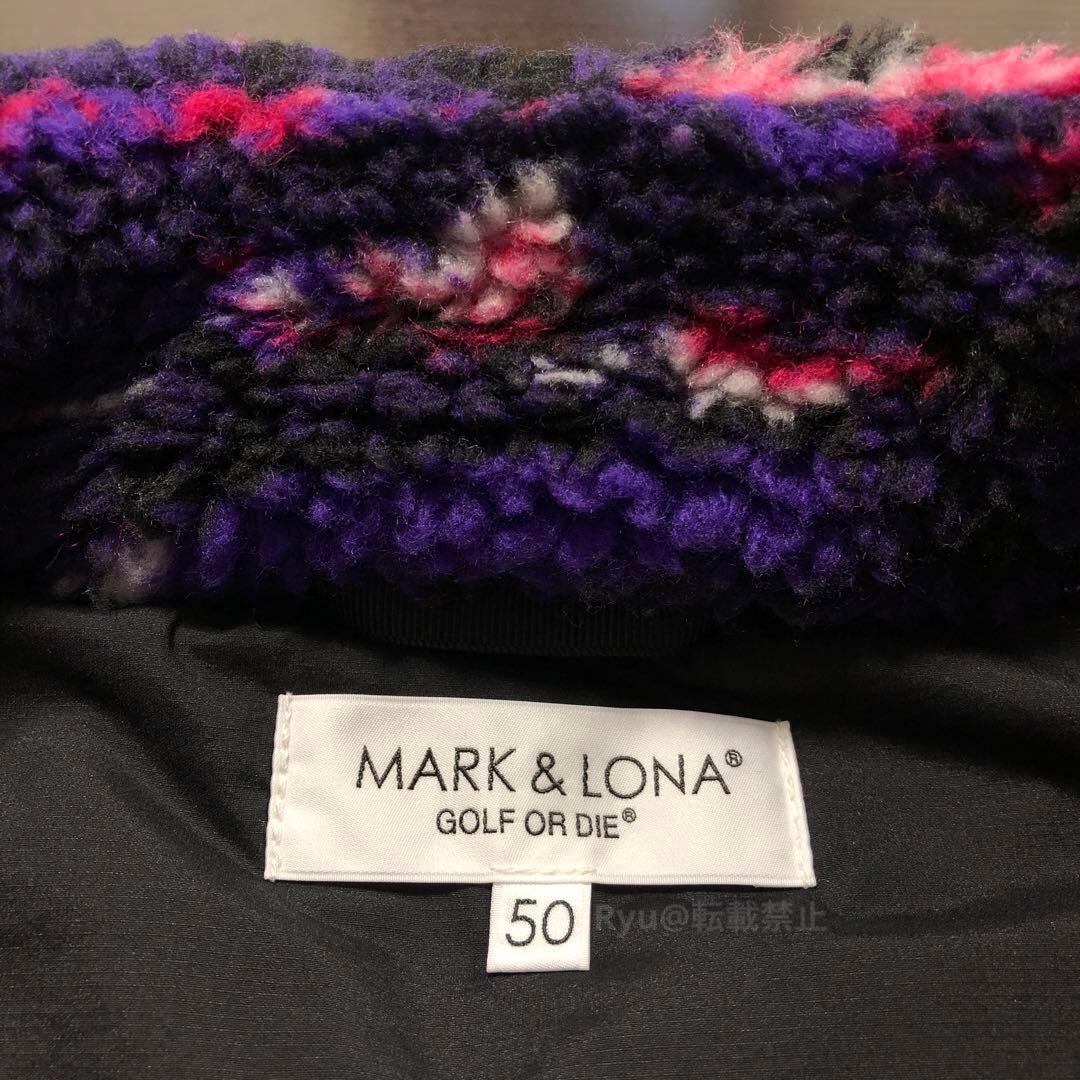 MARK & LONA®
GOLF OR DIE®
50
Ryu@転載禁止